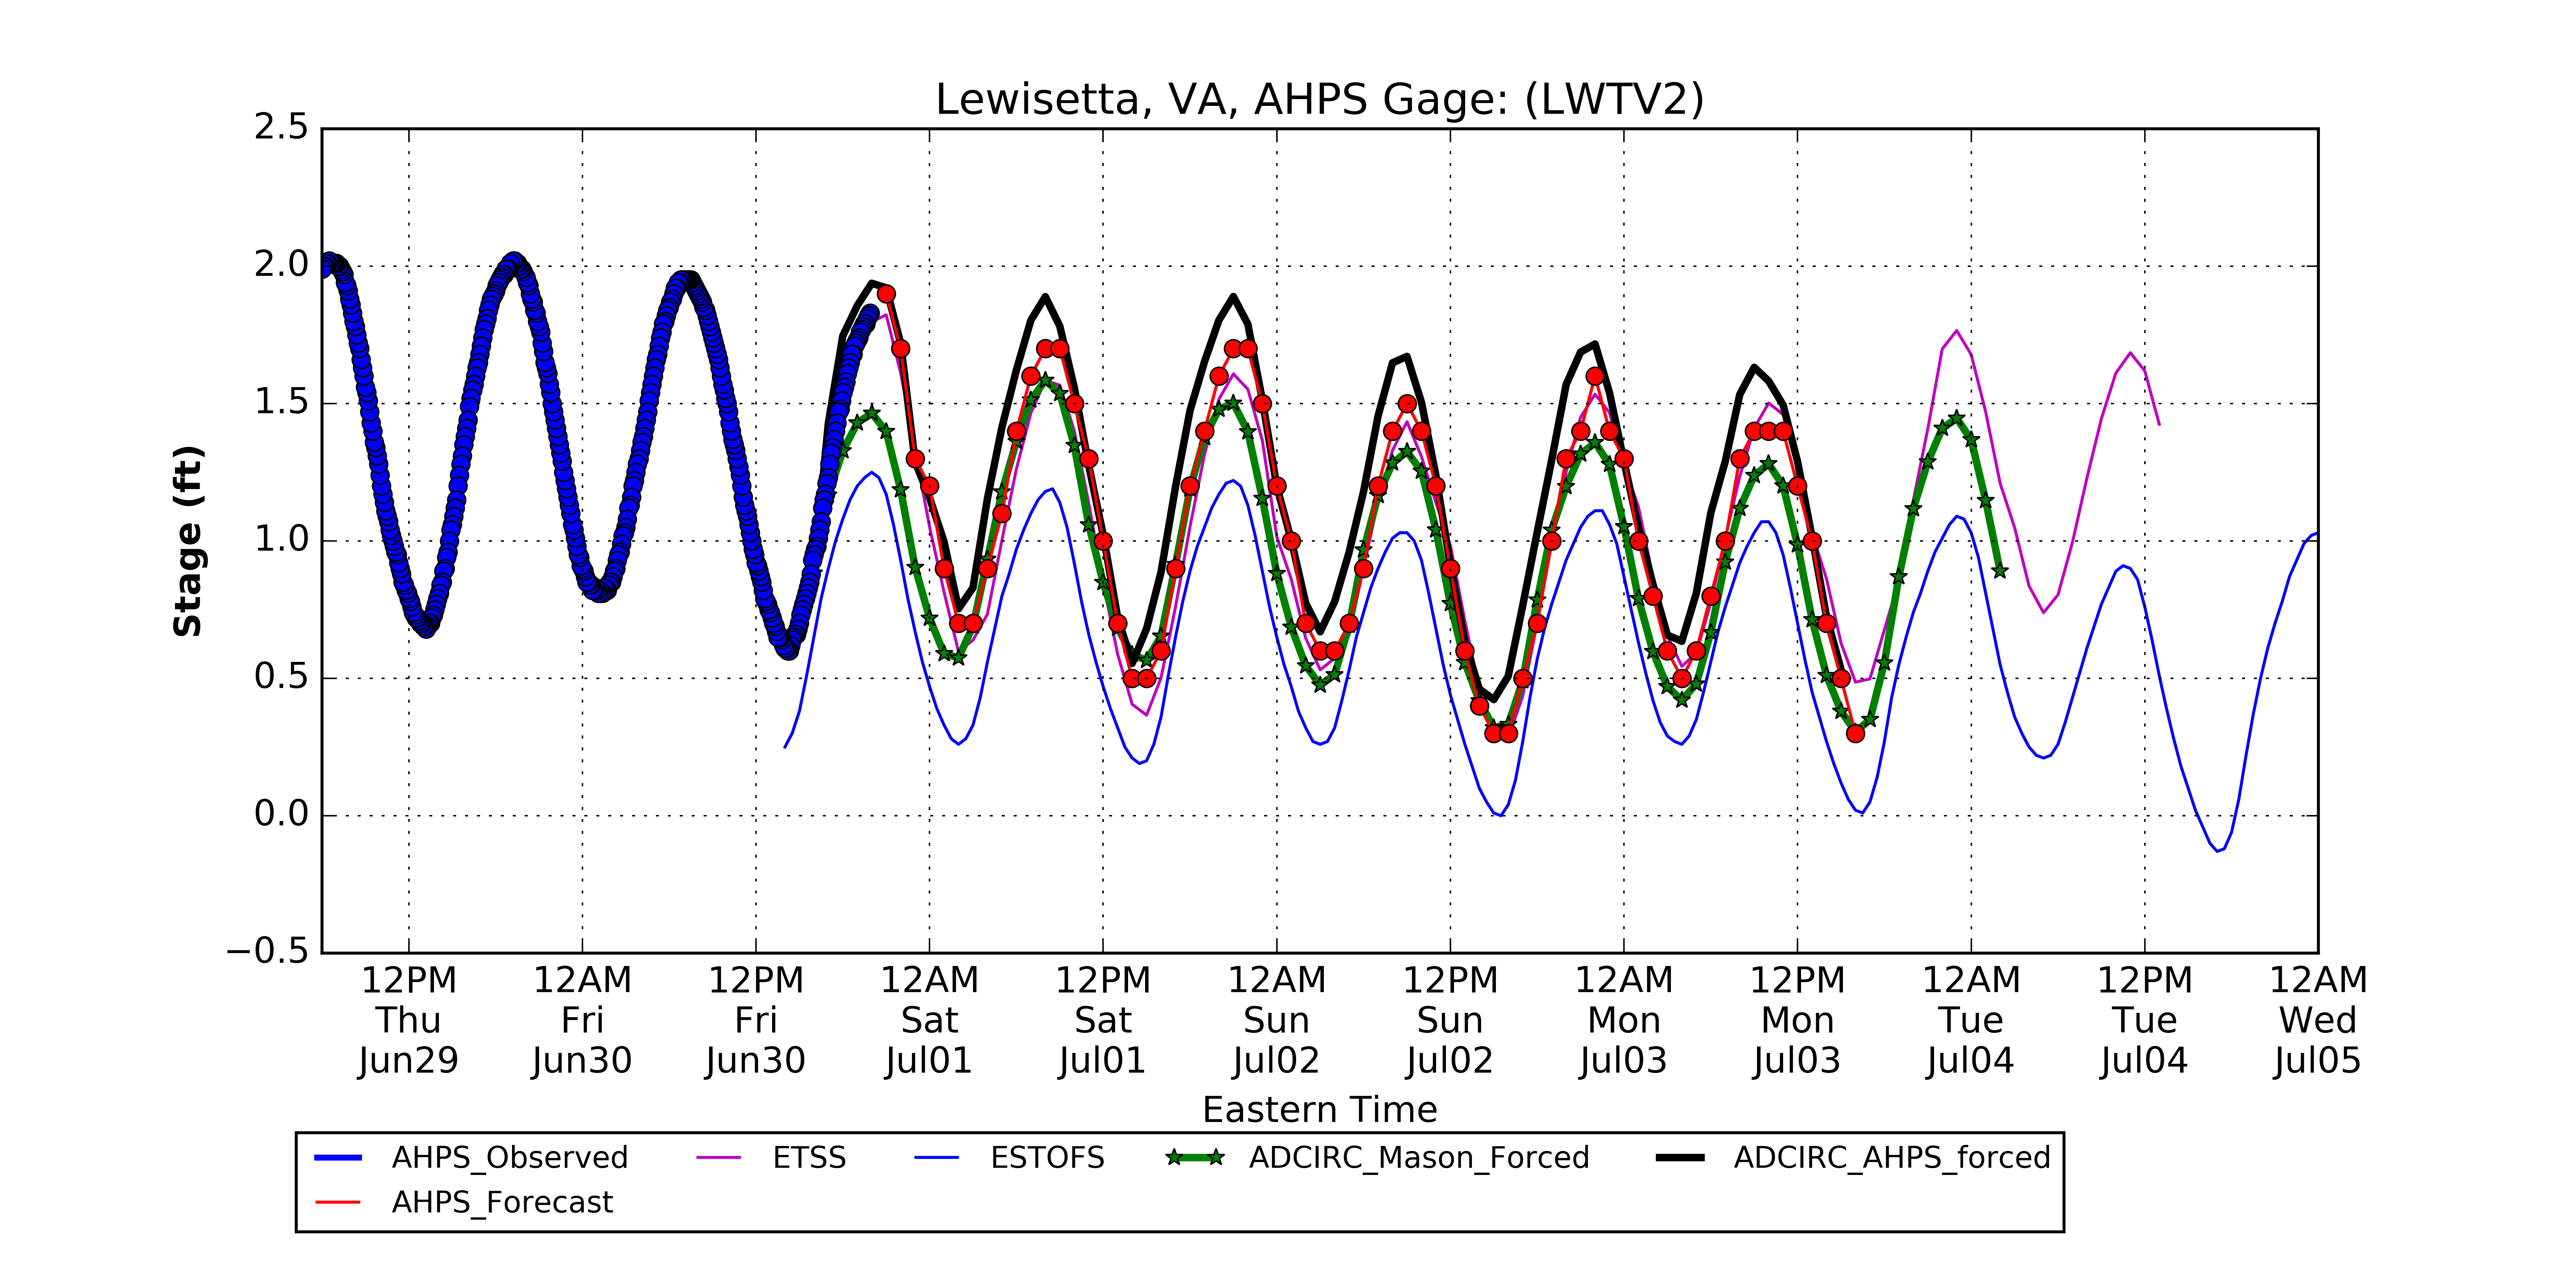 Lewisetta, VA, AHPS Gage: (LWTV2)
Stage (ft)
2.5
2.0
1.5
1.0
0.5
0.0
−0.5
12PM 12AM 12PM 12AM 12PM 12AM 12PM 12AM 12PM 12AM 12PM 12AM
Thu Fri Fri Sat Sat Sun Sun Mon Mon Tue Tue Wed
Jun29 Jun30 Jun30 Jul01 Jul01 Jul02 Jul02 Jul03 Jul03 Jul04 Jul04 Jul05
Eastern Time
AHPS_Observed ETSS ESTOFS ADCIRC_Mason_Forced ADCIRC_AHPS_forced
AHPS_Forecast